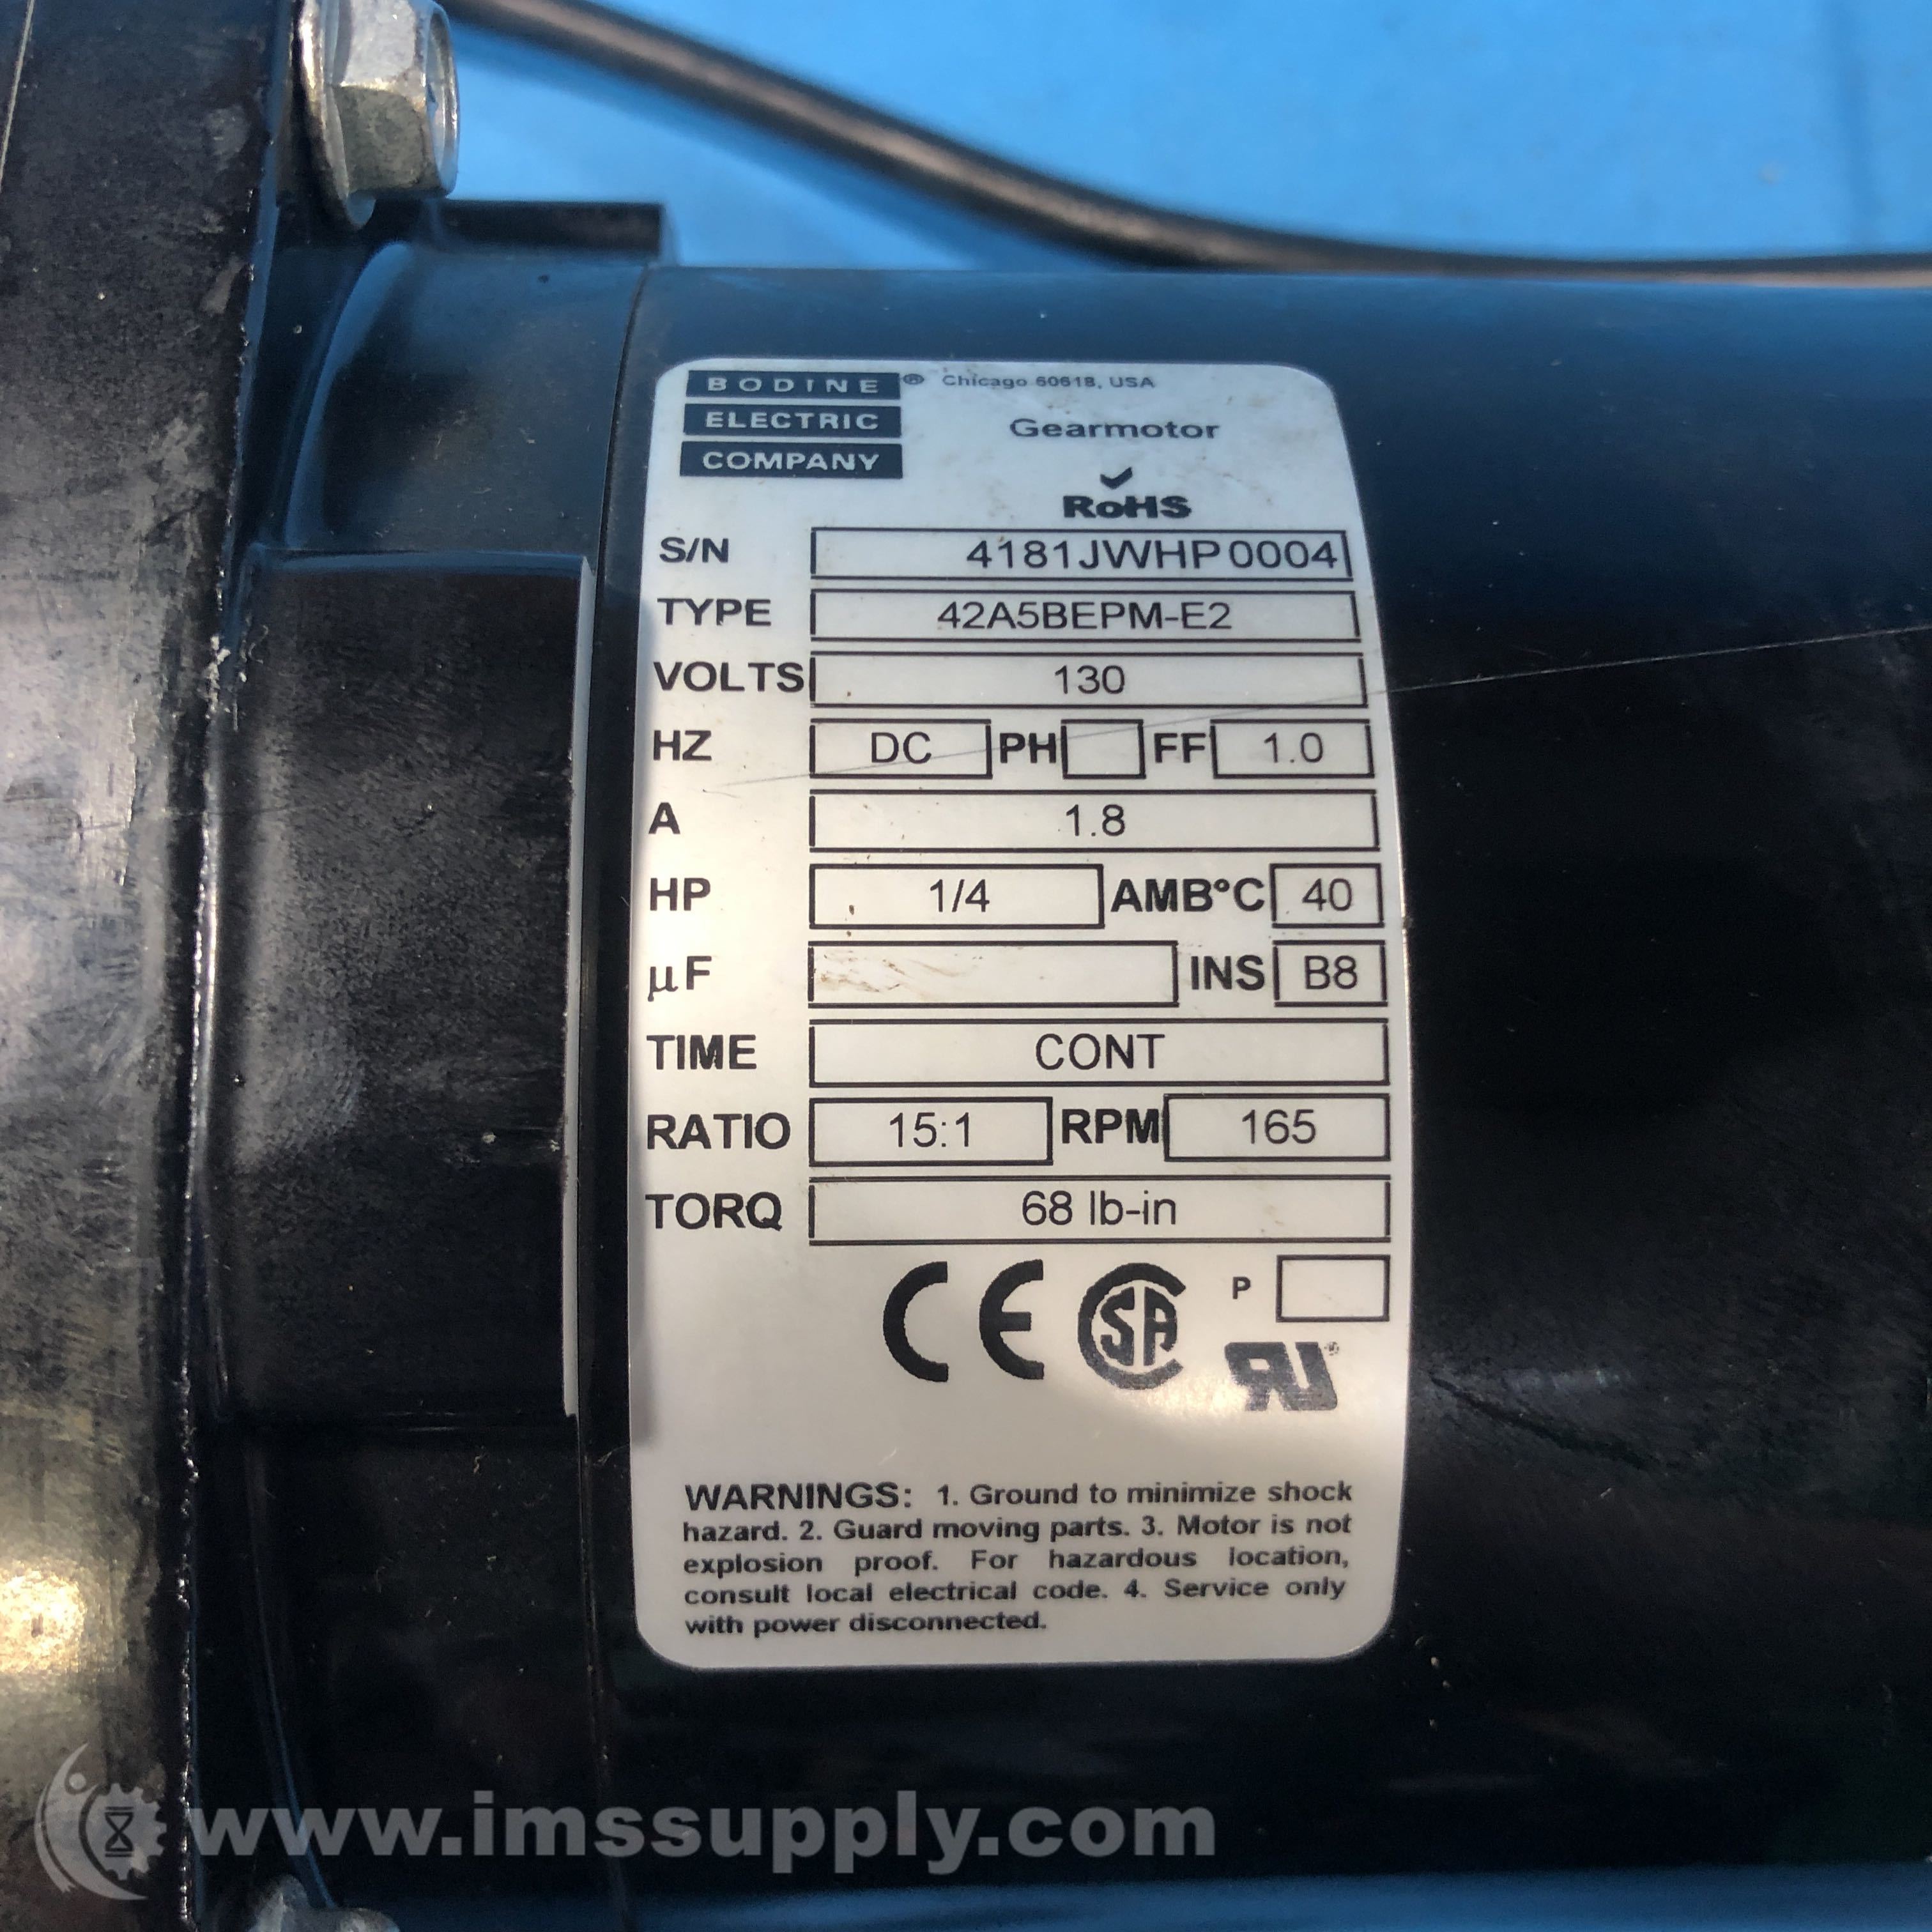 BODINE ® Chicago 60618, USA
ELECTRIC
COMPANY
Gearmotor
RoHS
S/N 4181JWHP0004
TYPE 42A5BEPM-E2
VOLTS 130
HZ DC PH FF 1.0
A 1.8
HP 1/4 AMB°C 40
µF INS B8
TIME CONT
RATIO 15:1 RPM 165
TORQ 68 lb-in
CE SA P
RU ®
WARNINGS: 1. Ground to minimize shock
hazard. 2. Guard moving parts. 3. Motor is not
explosion proof. For hazardous location,
consult local electrical code. 4. Service only
with power disconnected.
www.imssupply.com